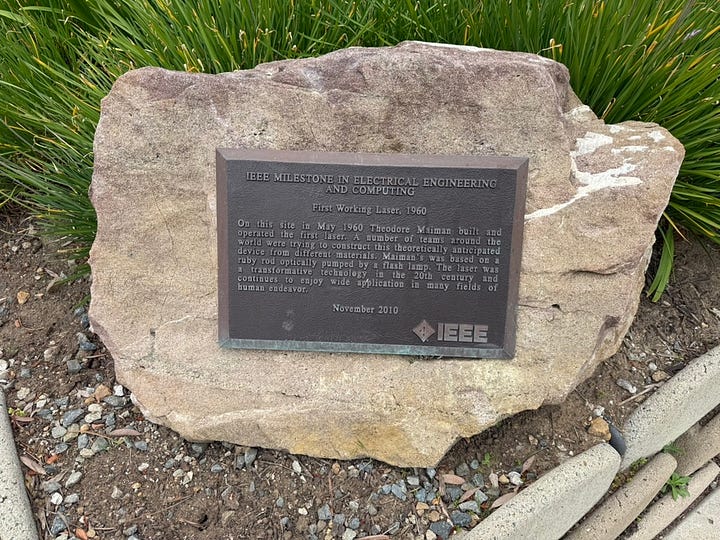 IEEE MILESTONE IN ELECTRICAL ENGINEERING
AND COMPUTING
First Working Laser, 1960
On this site in May 1960 Theodore Maiman built and
operated the first laser. A number of teams around the
world were trying to construct this theoretically anticipated
device from different materials. Maiman's was based on a
ruby rod optically pumped by a flash lamp. The laser was
a transformative technology in the 20th century and
continues to enjoy wide application in many fields of
human endeavor.
November 2010
IEEE